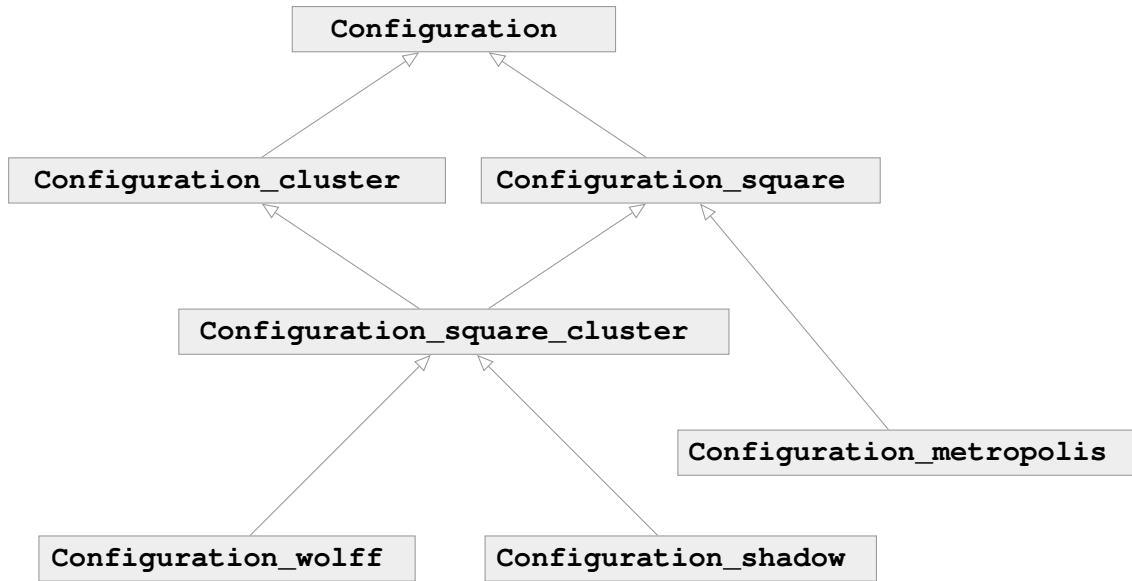 Configuration
Configuration_cluster
Configuration_square
Configuration_square_cluster
Configuration_metropolis
Configuration_wolff
Configuration_shadow